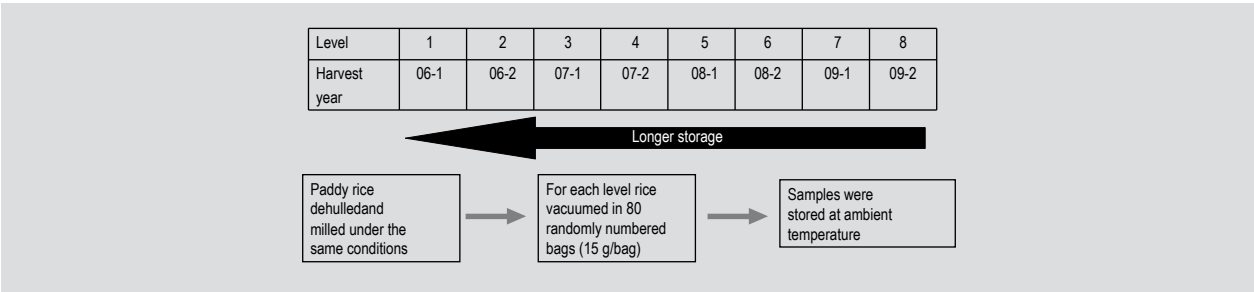 Level 1 2 3 4 5 6 7 8
Harvest
year 06-1 06-2 07-1 07-2 08-1 08-2 09-1 09-2
Longer storage
Paddy rice
dehulledand
milled under the
same conditions
For each level rice
vacuumed in 80
randomly numbered
bags (15 g/bag)
Samples were
stored at ambient
temperature